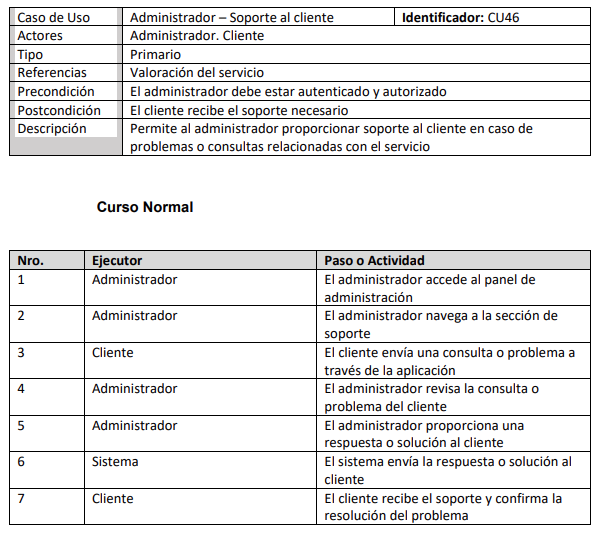 Caso de Uso Administrador – Soporte al cliente Identificador: CU46
Actores Administrador. Cliente
Tipo Primario
Referencias Valoración del servicio
Precondición El administrador debe estar autenticado y autorizado
Postcondición El cliente recibe el soporte necesario
Descripción Permite al administrador proporcionar soporte al cliente en caso de
problemas o consultas relacionadas con el servicio
Curso Normal
Nro. Ejecutor Paso o Actividad
1 Administrador El administrador accede al panel de
administración
2 Administrador El administrador navega a la sección de
soporte
3 Cliente El cliente envía una consulta o problema a
través de la aplicación
4 Administrador El administrador revisa la consulta o
problema del cliente
5 Administrador El administrador proporciona una
respuesta o solución al cliente
6 Sistema El sistema envía la respuesta o solución al
cliente
7 Cliente El cliente recibe el soporte y confirma la
resolución del problema